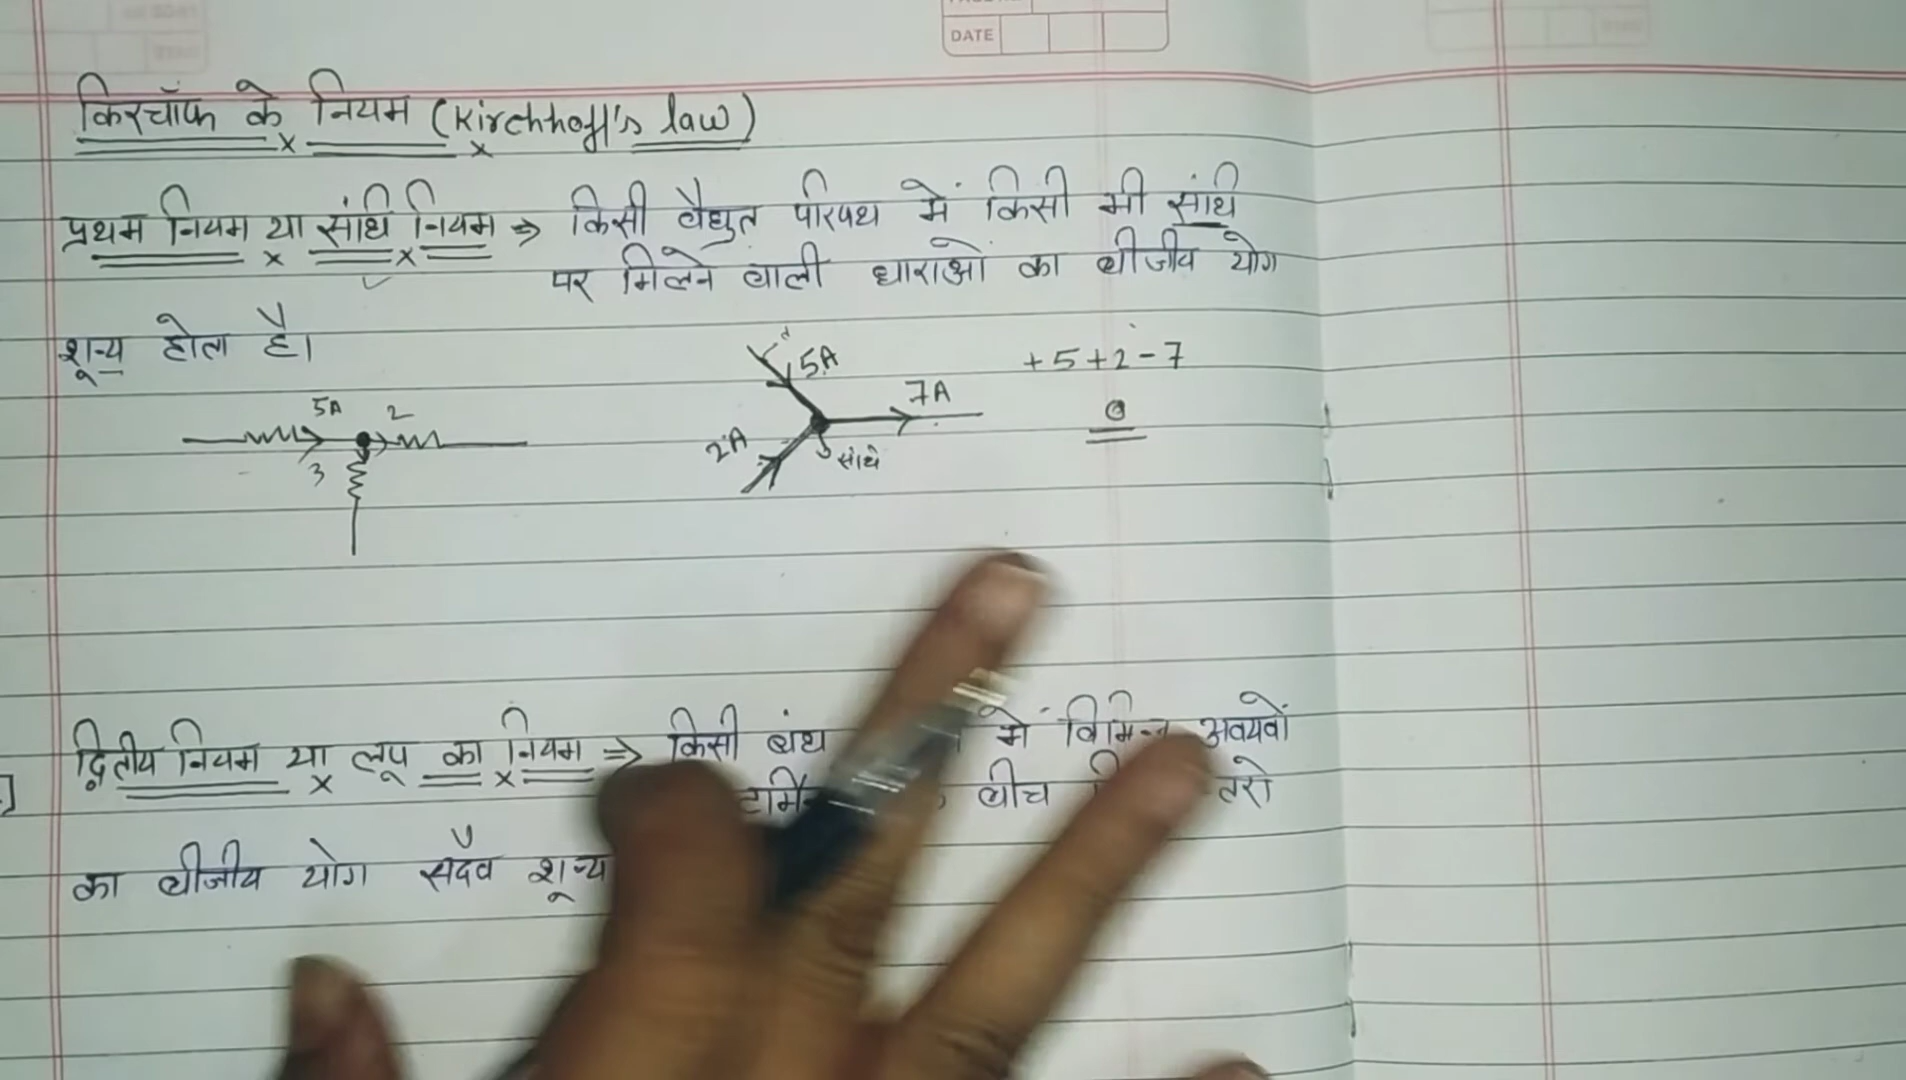 DATE
किरचॉफ के नियम (Kirchhoff's law)
प्रथम नियम या संधि नियम ⇒ किसी वैद्युत परिपथ में किसी भी संधि
पर मिलने वाली धाराओं का बीजीय योग
शून्य होता है।
5A 2
3
5A
7A
2A
संधि
+5+2-7
0
द्वितीय नियम या लूप का नियम ⇒ किसी बंध में विभिन्न अवयवों
बीच
का बीजीय योग सदैव शून्य